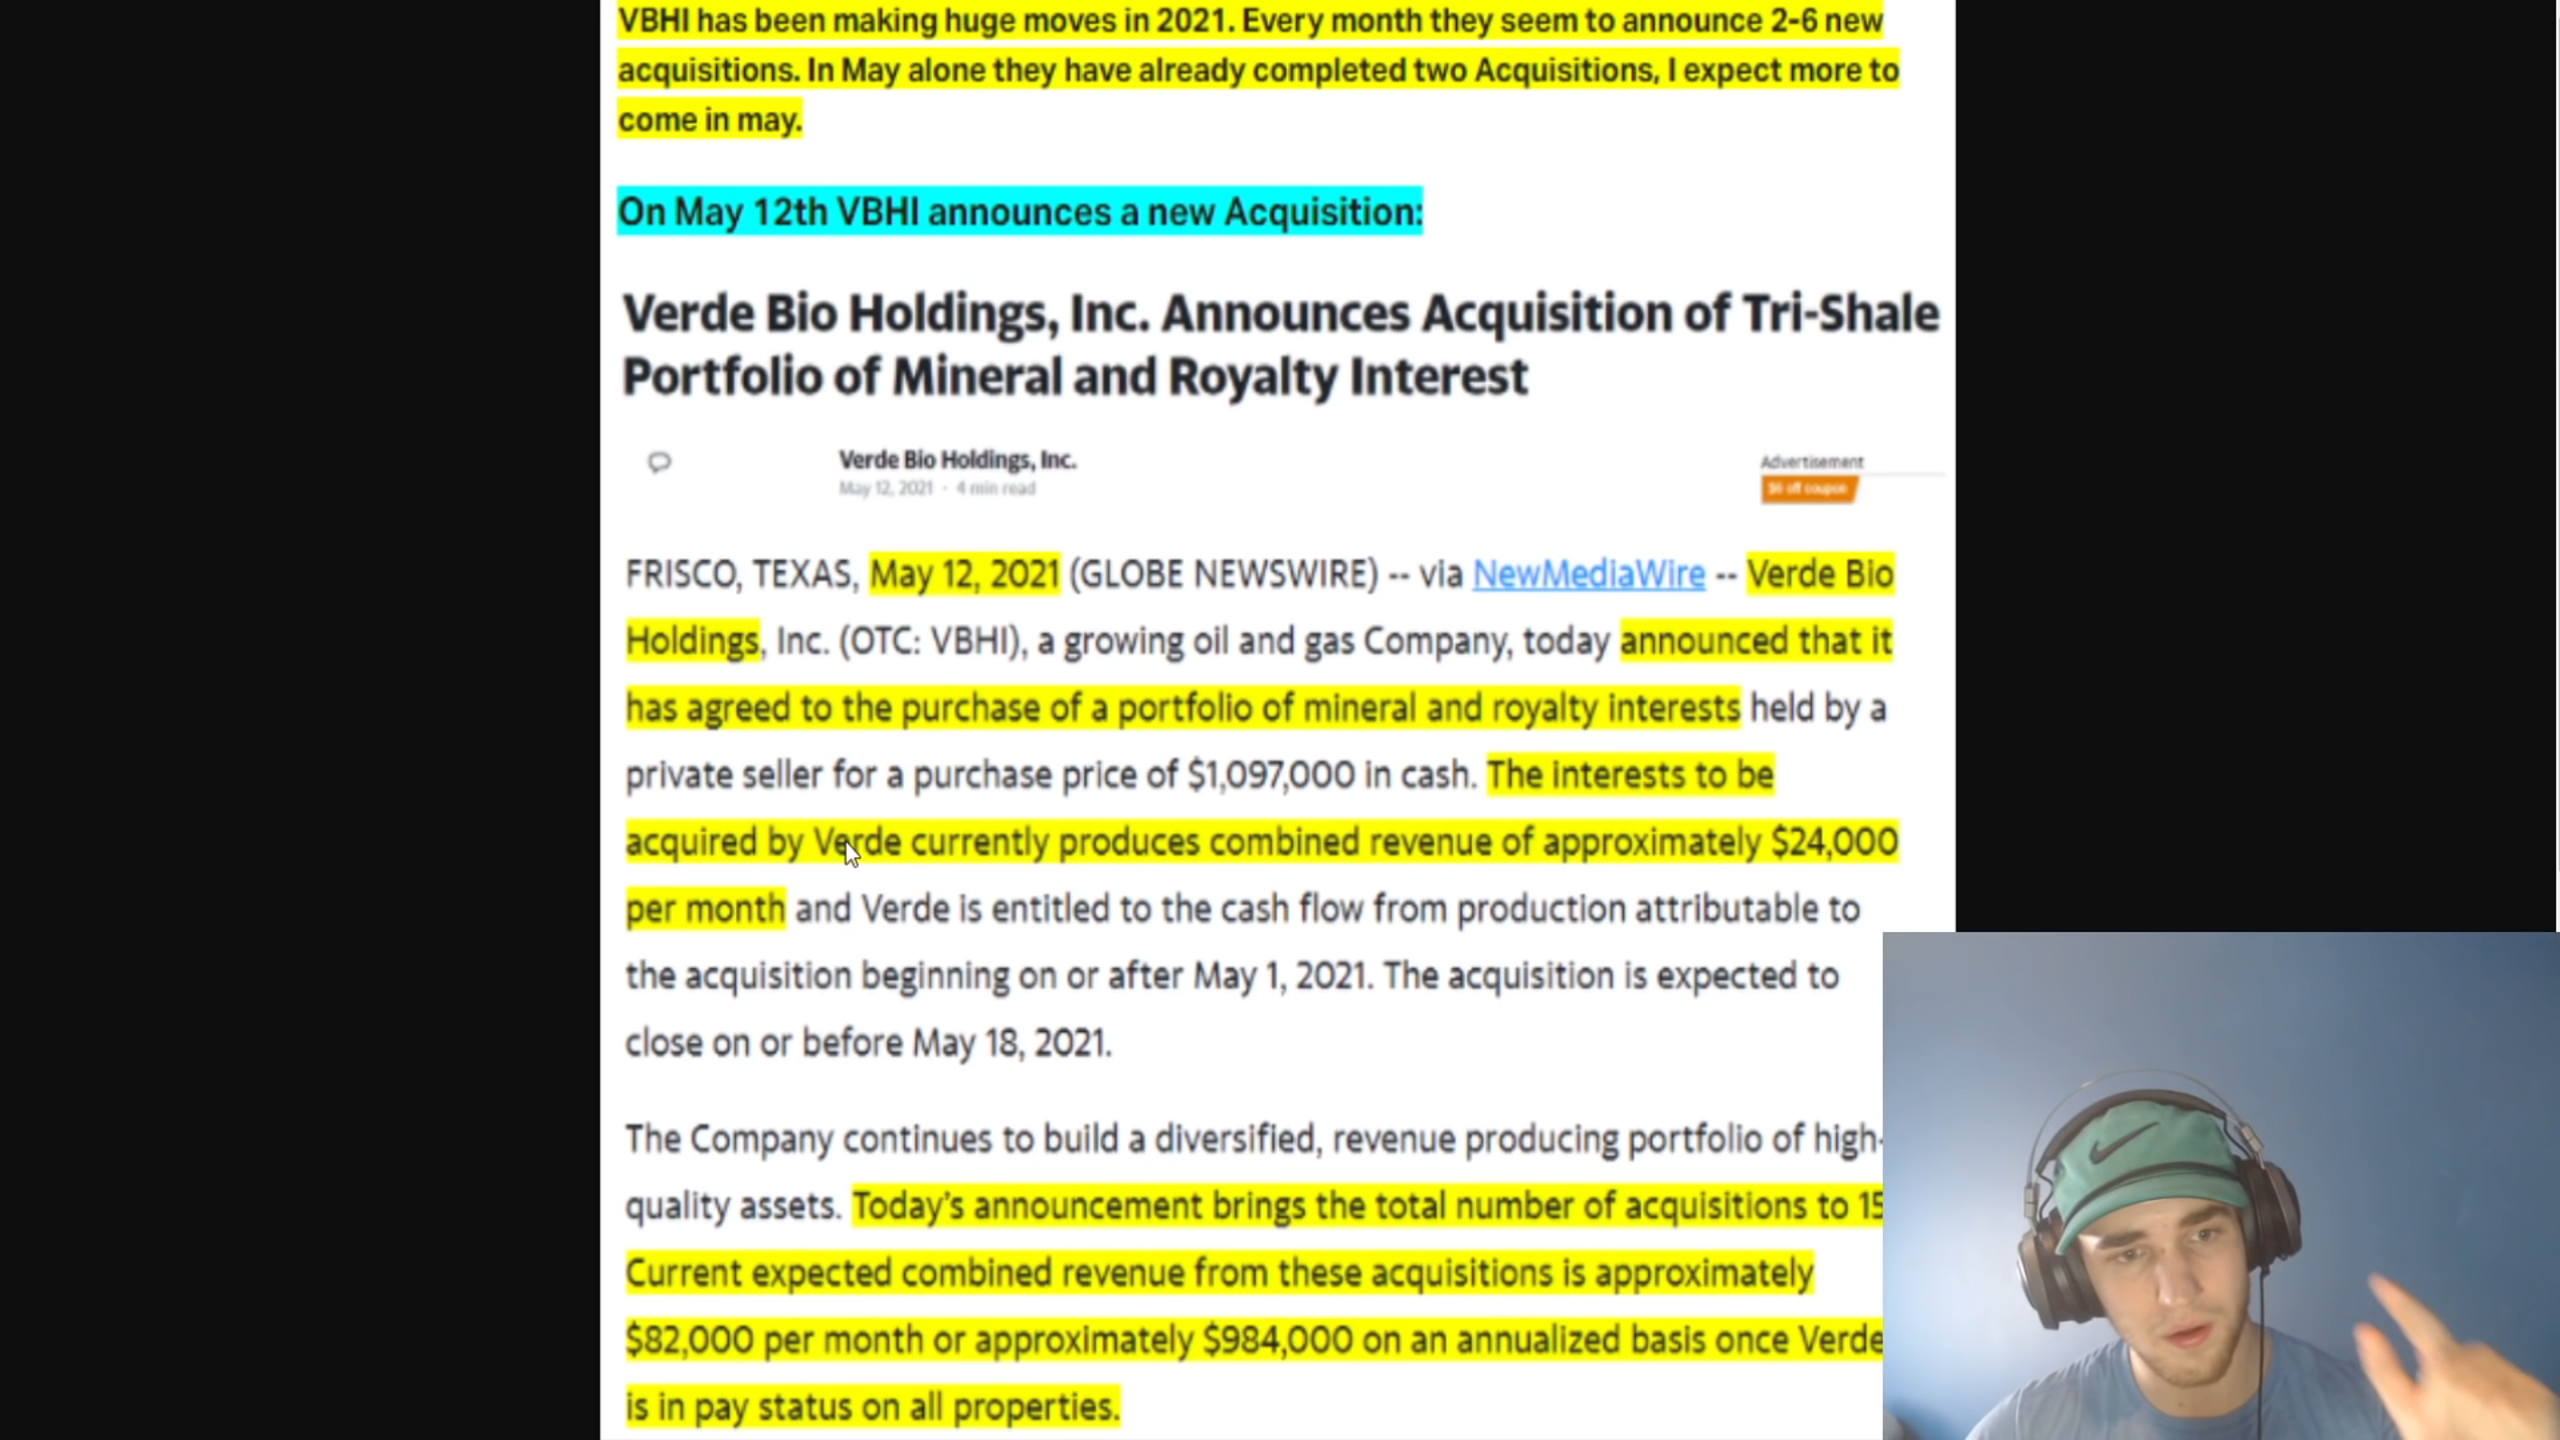 VBHI has been making huge moves in 2021. Every month they seem to announce 2-6 new
acquisitions. In May alone they have already completed two Acquisitions, I expect more to
come in may.
On May 12th VBHI announces a new Acquisition:
Verde Bio Holdings, Inc. Announces Acquisition of Tri-Shale
Portfolio of Mineral and Royalty Interest
Verde Bio Holdings, Inc.
May 12, 2021 · 4 min read
Advertisement
$6 off coupon
FRISCO, TEXAS, May 12, 2021 (GLOBE NEWSWIRE) -- via NewMediaWire -- Verde Bio
Holdings, Inc. (OTC: VBHI), a growing oil and gas Company, today announced that it
has agreed to the purchase of a portfolio of mineral and royalty interests held by a
private seller for a purchase price of $1,097,000 in cash. The interests to be
acquired by Verde currently produces combined revenue of approximately $24,000
per month and Verde is entitled to the cash flow from production attributable to
the acquisition beginning on or after May 1, 2021. The acquisition is expected to
close on or before May 18, 2021.
The Company continues to build a diversified, revenue producing portfolio of high-
quality assets. Today's announcement brings the total number of acquisitions to 15
Current expected combined revenue from these acquisitions is approximately
$82,000 per month or approximately $984,000 on an annualized basis once Verde
is in pay status on all properties.